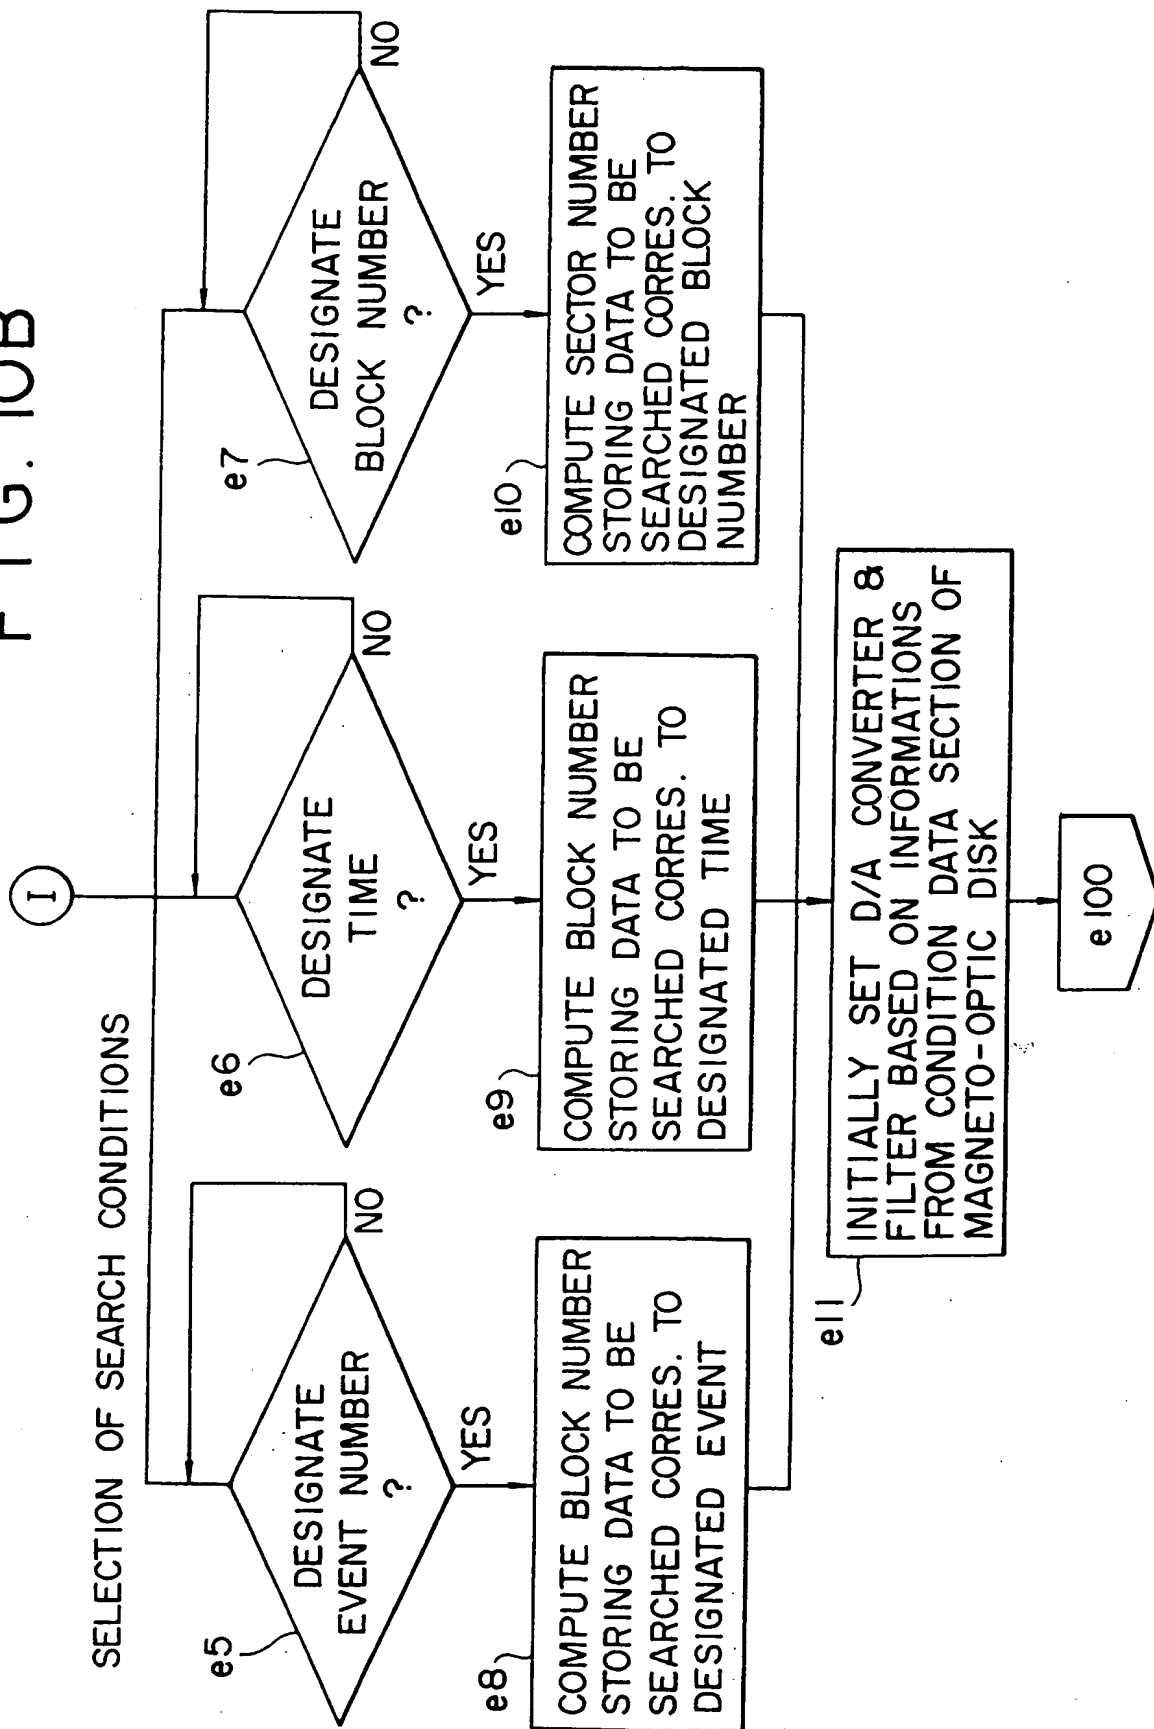 FIG. 10B
I
SELECTION OF SEARCH CONDITIONS
e5
DESIGNATE
EVENT NUMBER
?
NO
YES
e6
DESIGNATE
TIME
?
NO
YES
e7
DESIGNATE
BLOCK NUMBER
?
NO
YES
e8
COMPUTE BLOCK NUMBER
STORING DATA TO BE
SEARCHED CORRES. TO
DESIGNATED EVENT
e9
COMPUTE BLOCK NUMBER
STORING DATA TO BE
SEARCHED CORRES. TO
DESIGNATED TIME
e10
COMPUTE SECTOR NUMBER
STORING DATA TO BE
SEARCHED CORRES. TO
DESIGNATED BLOCK
NUMBER
e11
INITIALLY SET D/A CONVERTER &
FILTER BASED ON INFORMATIONS
FROM CONDITION DATA SECTION OF
MAGNETO-OPTIC DISK
e100